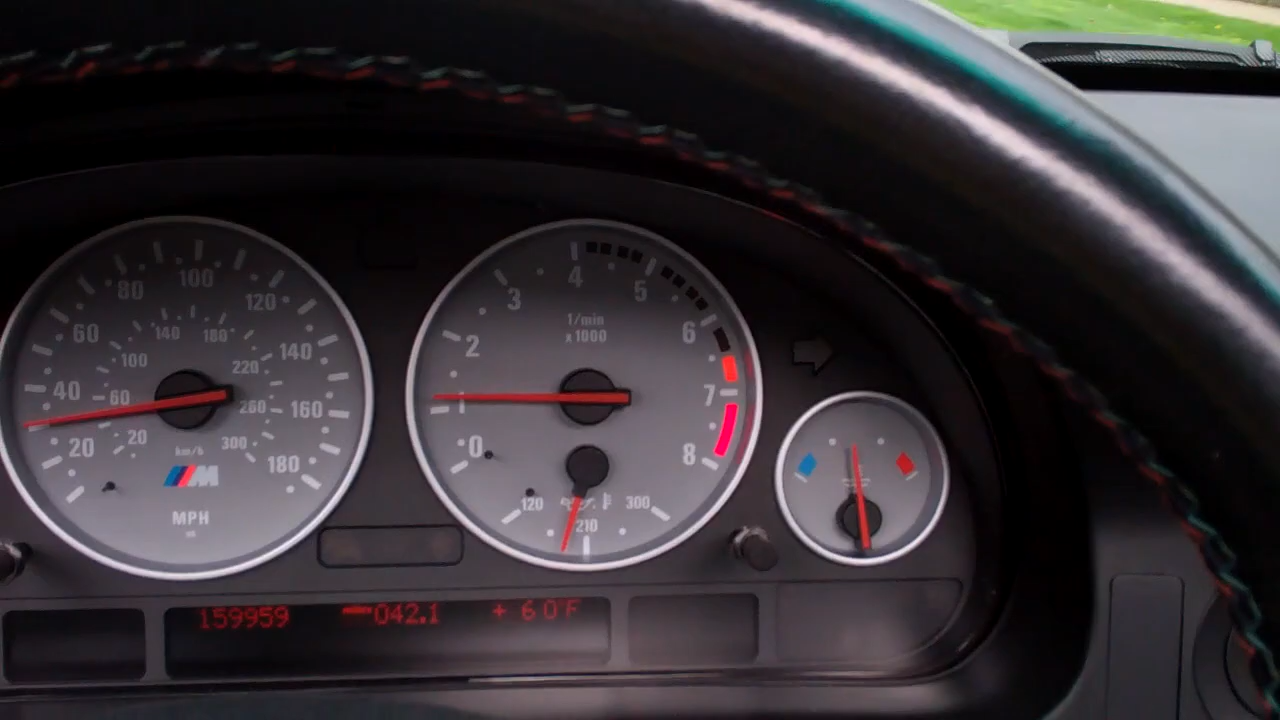 20 40 60 80 100 120 140 160 180
20 60 100 140 180 220 260 300
km/h
M
MPH
0 1 2 3 4 5 6 7 8
1/min
x1000
120 210 300
159959 042.1 + 60°F